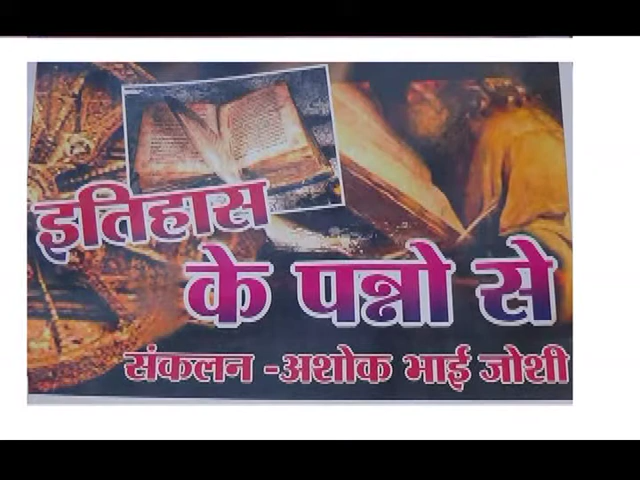 इतिहास
के पन्नो से
संकलन -अशोक भाई जोशी